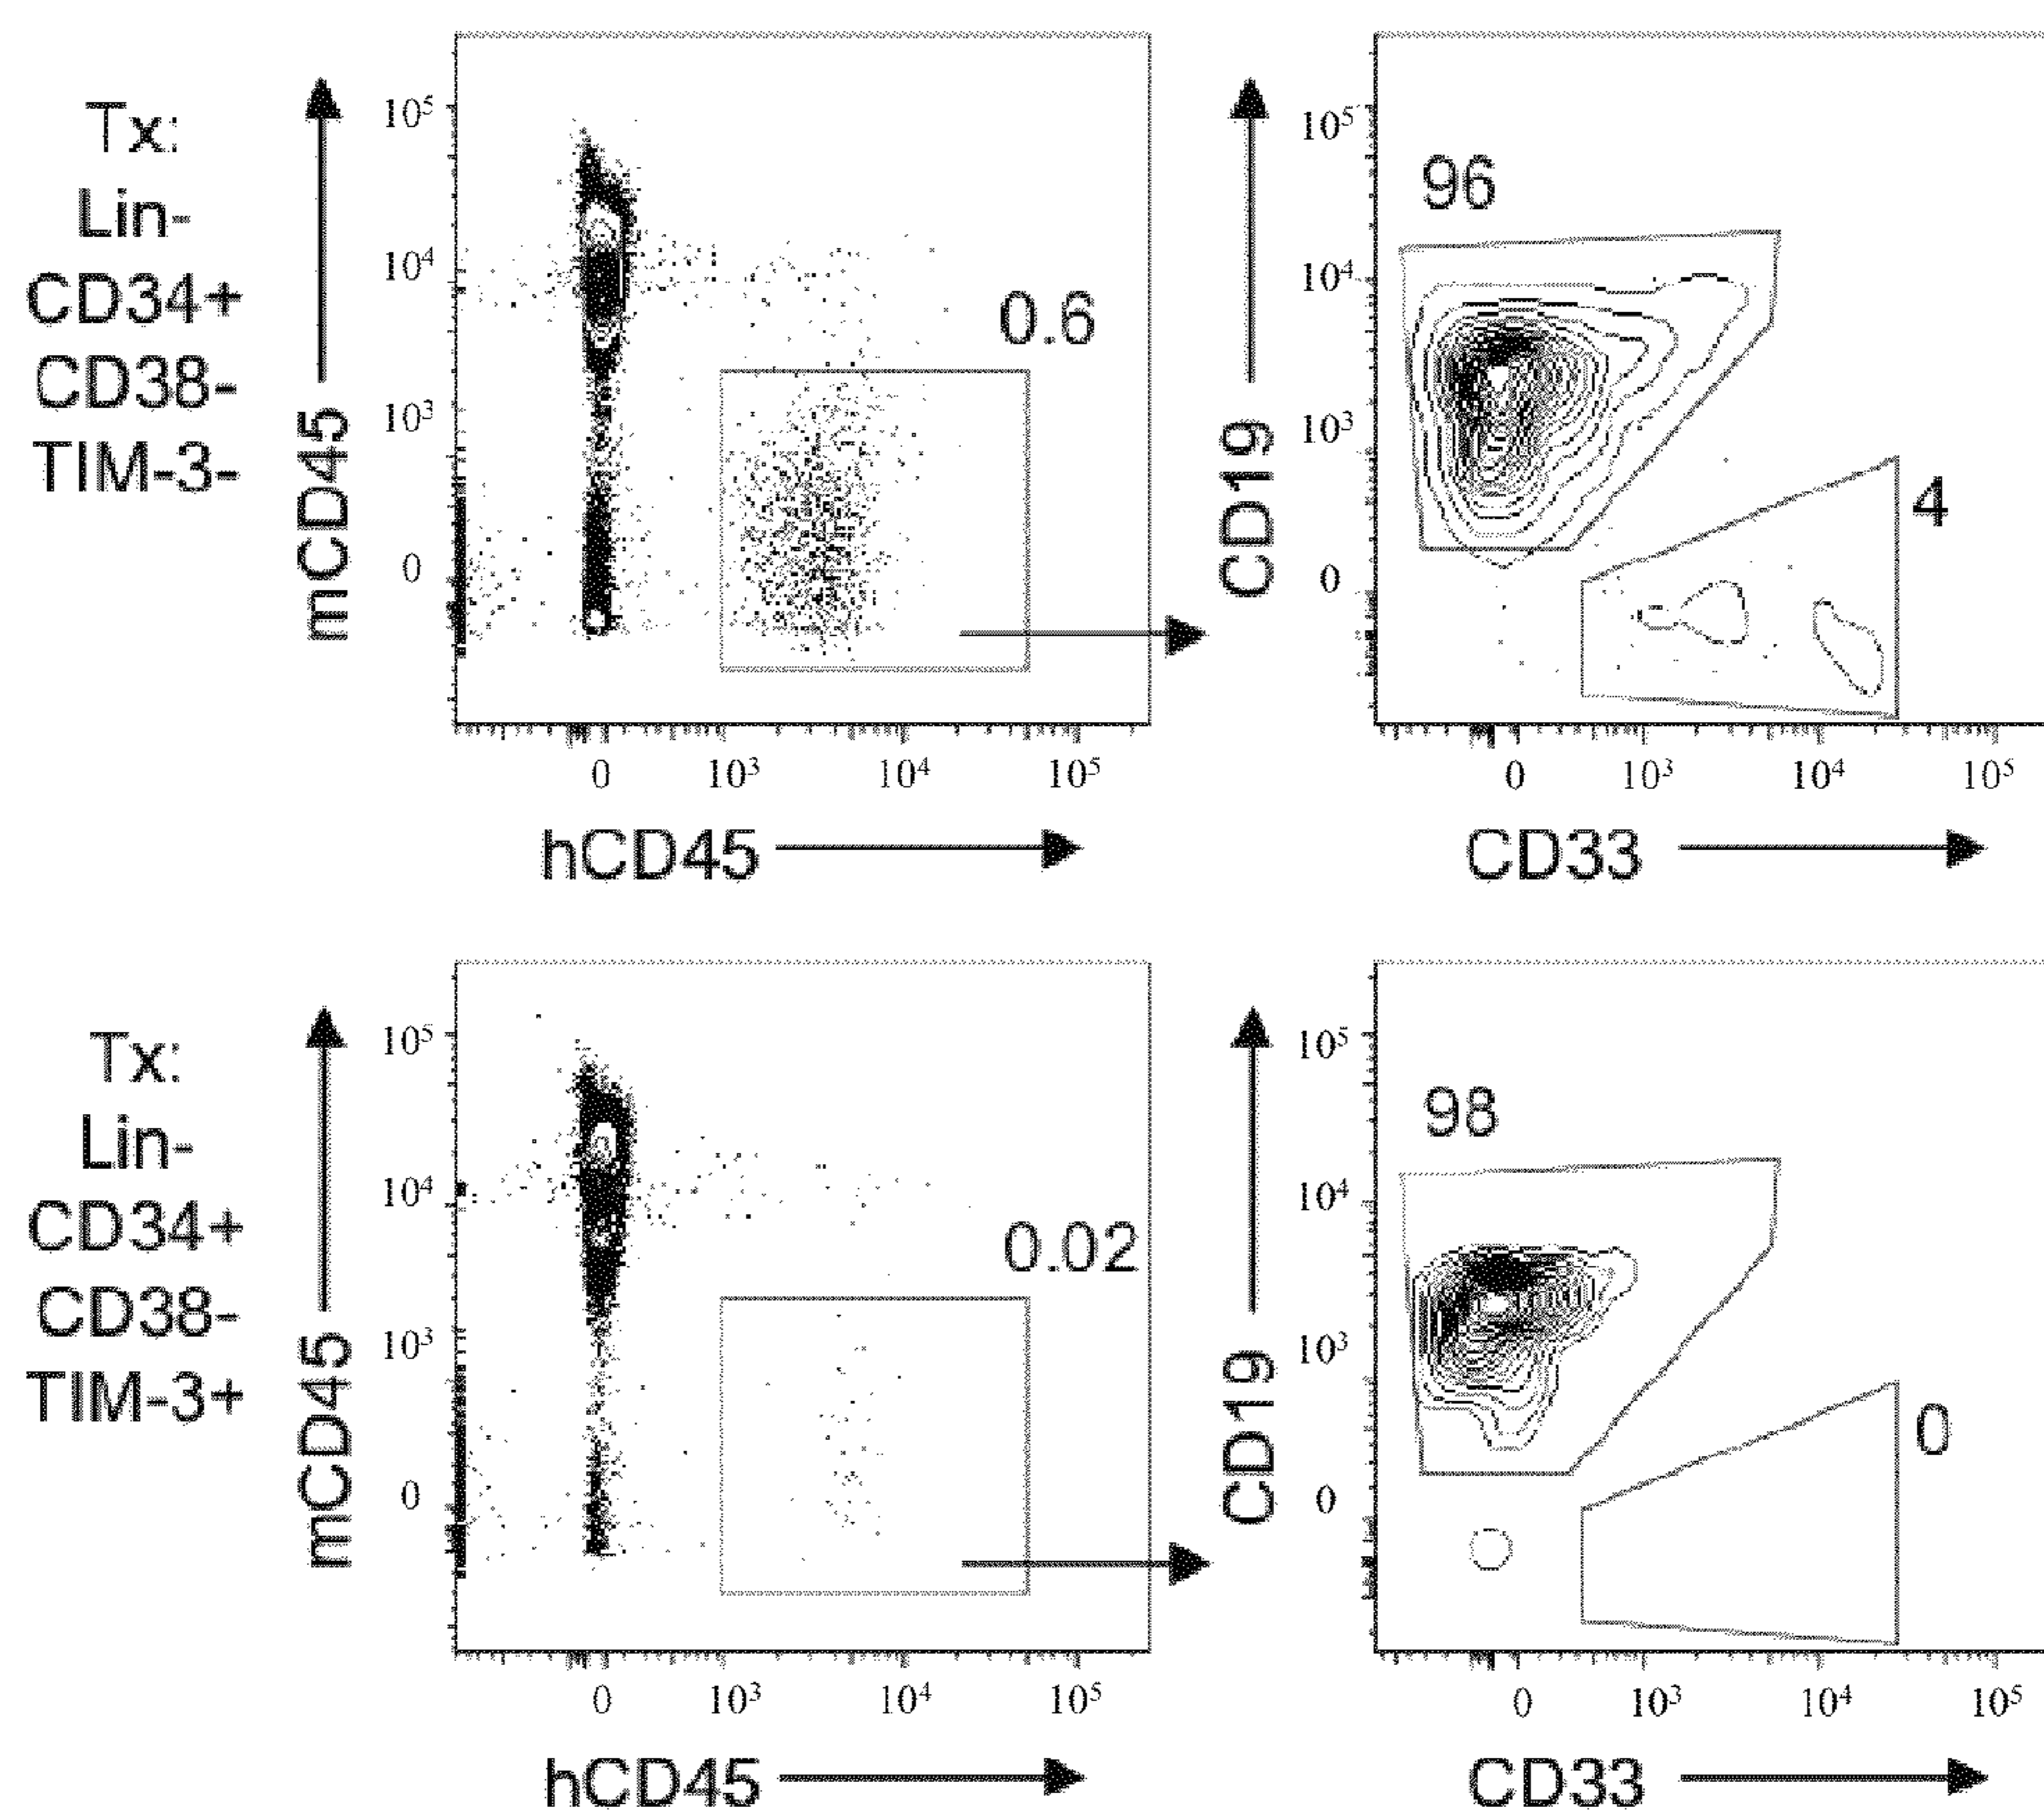 Tx:
Lin-
CD34+
CD38-
TIM-3-
mCD45
10⁵
10⁴
10³
0
0.6
0 10³ 10⁴ 10⁵
hCD45
CD19
10⁵
10⁴
10³
0
96
4
0 10³ 10⁴ 10⁵
CD33
Tx:
Lin-
CD34+
CD38-
TIM-3+
mCD45
10⁵
10⁴
10³
0
0.02
0 10³ 10⁴ 10⁵
hCD45
CD19
10⁵
10⁴
10³
0
98
0
0 10³ 10⁴ 10⁵
CD33